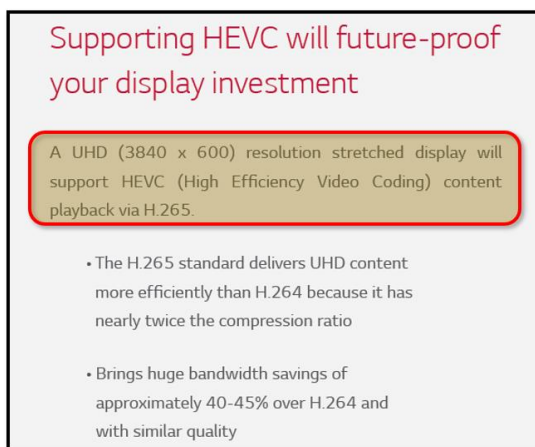 Supporting HEVC will future-proof
your display investment
A UHD (3840 x 600) resolution stretched display will
support HEVC (High Efficiency Video Coding) content
playback via H.265.
• The H.265 standard delivers UHD content
more efficiently than H.264 because it has
nearly twice the compression ratio
• Brings huge bandwidth savings of
approximately 40-45% over H.264 and
with similar quality